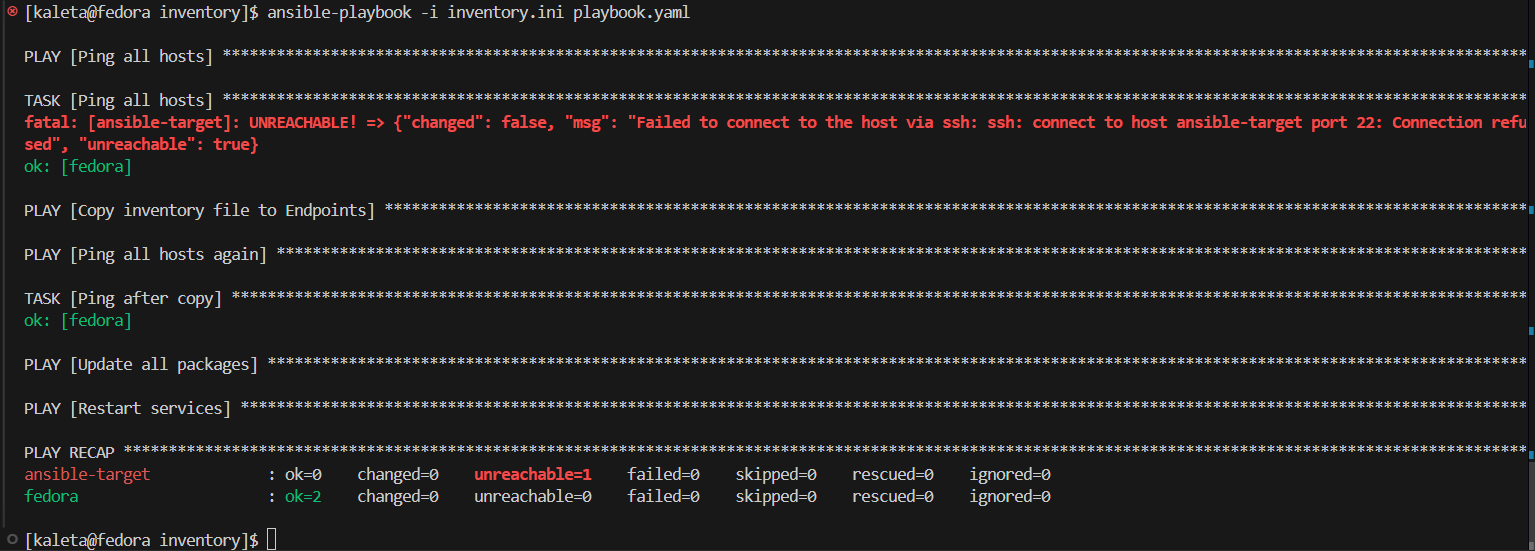 [kaleta@fedora inventory]$ ansible-playbook -i inventory.ini playbook.yaml
PLAY [Ping all hosts] *************************************************************************************************************************************************
TASK [Ping all hosts] *************************************************************************************************************************************************
fatal: [ansible-target]: UNREACHABLE! => {"changed": false, "msg": "Failed to connect to the host via ssh: ssh: connect to host ansible-target port 22: Connection refu
sed", "unreachable": true}
ok: [fedora]
PLAY [Copy inventory file to Endpoints] *******************************************************************************************************************************
PLAY [Ping all hosts again] *******************************************************************************************************************************************
TASK [Ping after copy] ************************************************************************************************************************************************
ok: [fedora]
PLAY [Update all packages] ********************************************************************************************************************************************
PLAY [Restart services] ***********************************************************************************************************************************************
PLAY RECAP ************************************************************************************************************************************************************
ansible-target             : ok=0    changed=0    unreachable=1    failed=0    skipped=0    rescued=0    ignored=0
fedora                     : ok=2    changed=0    unreachable=0    failed=0    skipped=0    rescued=0    ignored=0
[kaleta@fedora inventory]$